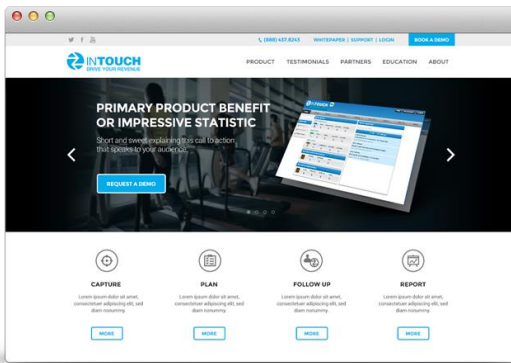 (888) 437.8243 WHITEPAPER | SUPPORT | LOGIN BOOK A DEMO
INTOUCH
DRIVE YOUR REVENUE
PRODUCT TESTIMONIALS PARTNERS EDUCATION ABOUT
PRIMARY PRODUCT BENEFIT
OR IMPRESSIVE STATISTIC
Short and sweet explaining this call to action
that speaks to your audience.
REQUEST A DEMO
INTOUCH
CAPTURE PLAN FOLLOW UP REPORT
Lorem ipsum dolor sit amet, Lorem ipsum dolor sit amet, Lorem ipsum dolor sit amet, Lorem ipsum dolor sit amet,
consectetuer adipiscing elit, sed consectetuer adipiscing elit, sed consectetuer adipiscing elit, sed consectetuer adipiscing elit, sed
diam nonummy. diam nonummy. diam nonummy. diam nonummy.
MORE MORE MORE MORE